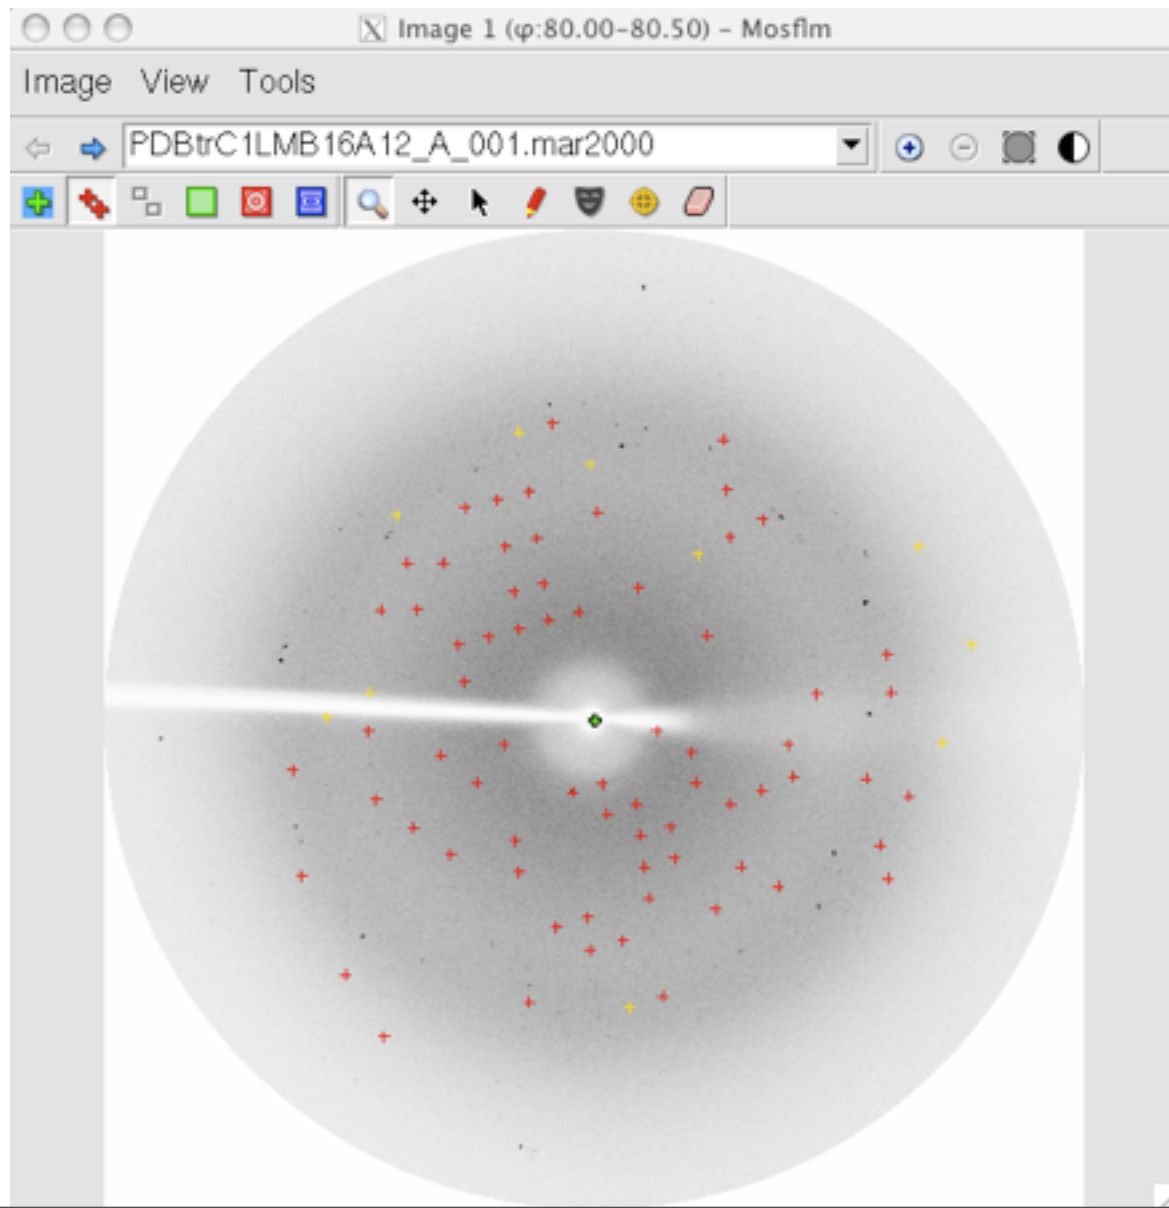 Image 1 (φ:80.00-80.50) - Mosflm
Image View Tools
PDBtrC1LMB16A12_A_001.mar2000